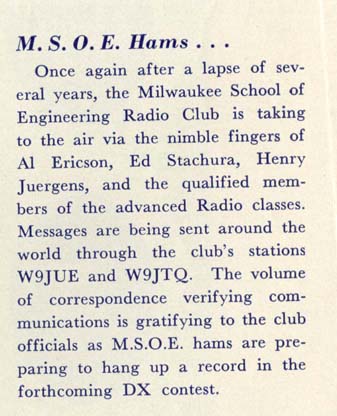 M. S. O. E. Hams . . .
Once again after a lapse of sev-
eral years, the Milwaukee School of
Engineering Radio Club is taking
to the air via the nimble fingers of
Al Ericson, Ed Stachura, Henry
Juergens, and the qualified mem-
bers of the advanced Radio classes.
Messages are being sent around the
world through the club's stations
W9JUE and W9JTQ. The volume
of correspondence verifying com-
munications is gratifying to the club
officials as M.S.O.E. hams are pre-
paring to hang up a record in the
forthcoming DX contest.